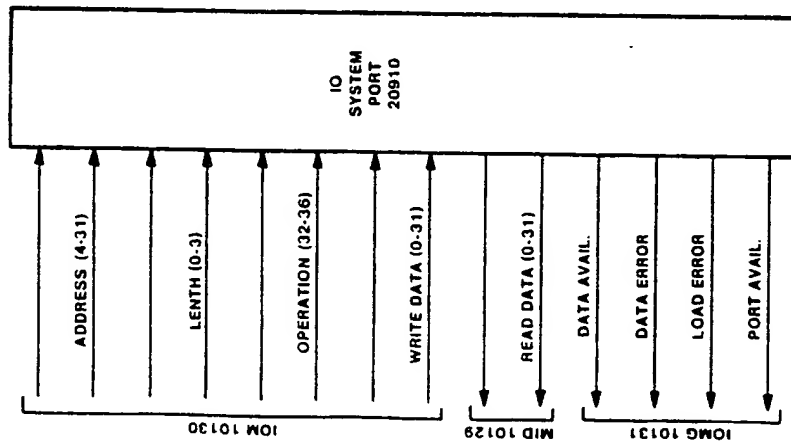 IO
SYSTEM
PORT
20910
ADDRESS (4-31)
LENTH (0-3)
OPERATION (32-36)
WRITE DATA (0-31)
READ DATA (0-31)
DATA AVAIL.
DATA ERROR
LOAD ERROR
PORT AVAIL.
IOM 10130
MID 10129
IOMG 10131